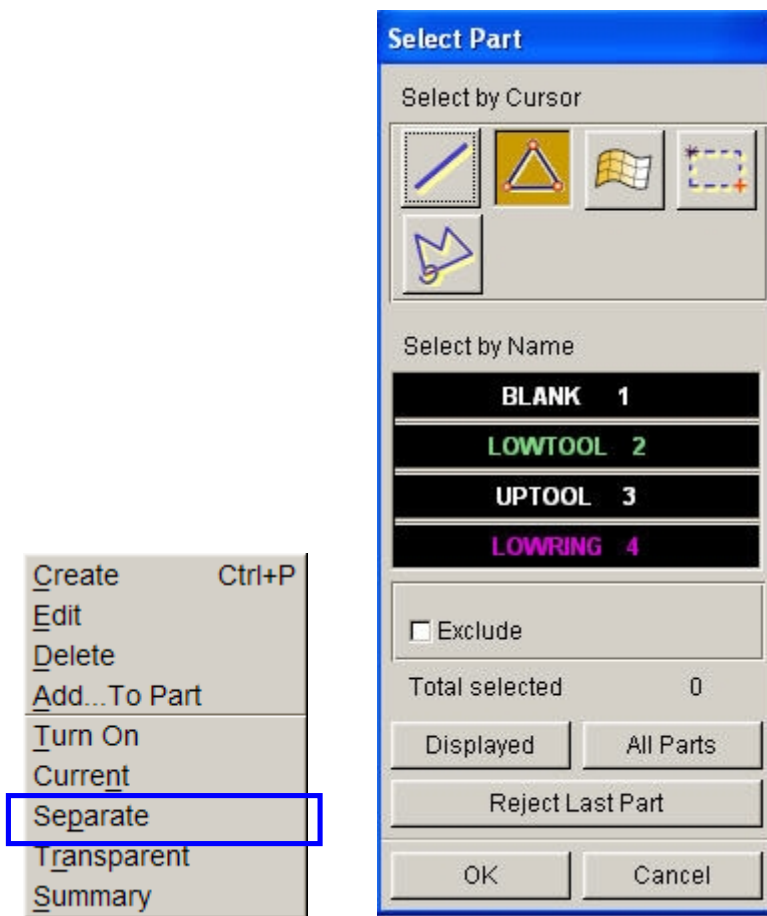 Create Ctrl+P
Edit
Delete
Add...To Part
Turn On
Current
Separate
Transparent
Summary
Select Part
Select by Cursor
Select by Name
BLANK 1
LOWTOOL 2
UPTOOL 3
LOWRING 4
Exclude
Total selected 0
Displayed All Parts
Reject Last Part
OK Cancel